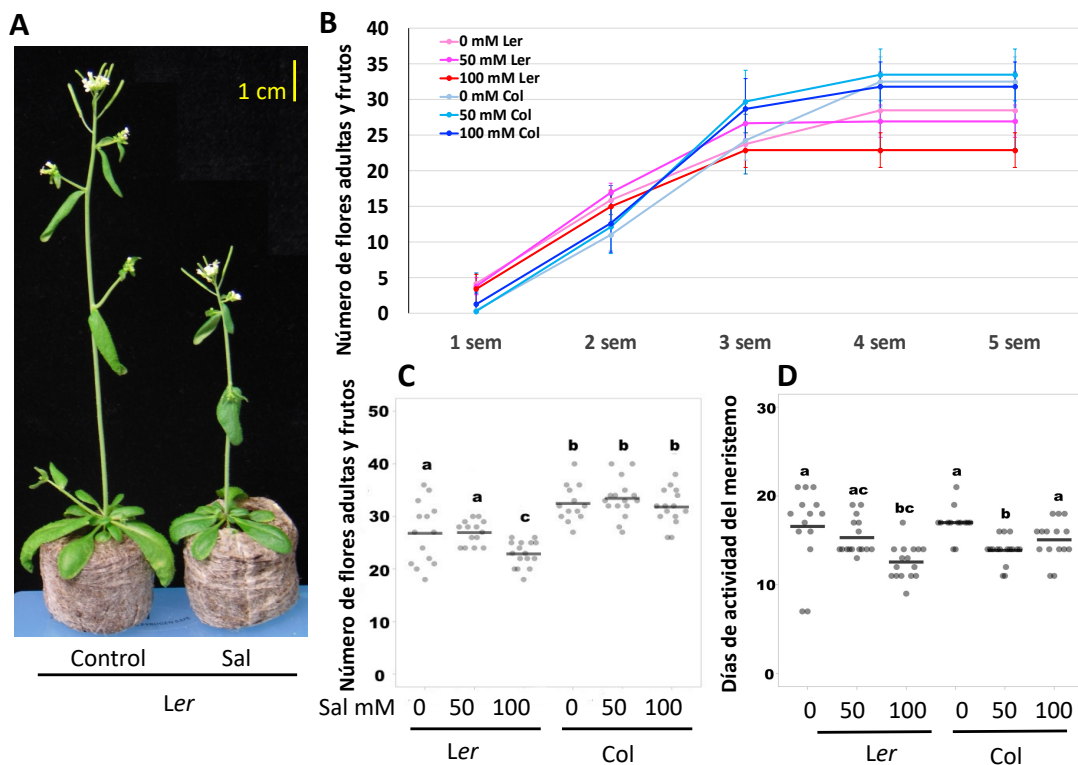 A
1 cm
Control Sal
Ler
B
Número de flores adultas y frutos
40
35
30
25
20
15
10
5
0
0 mM Ler
50 mM Ler
100 mM Ler
0 mM Col
50 mM Col
100 mM Col
1 sem 2 sem 3 sem 4 sem 5 sem
C
Número de flores adultas y frutos
50
40
30
20
10
0
a a c b b b
Sal mM 0 50 100 0 50 100
Ler Col
D
Días de actividad del meristemo
30
20
10
0
a ac bc a b a
0 50 100 0 50 100
Ler Col